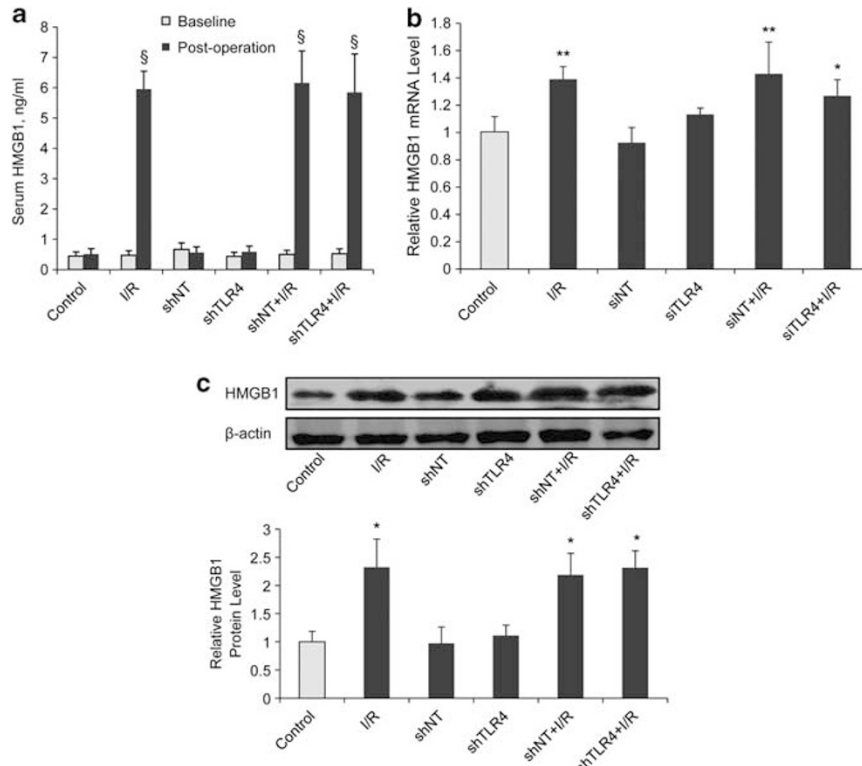 a
Baseline
Post-operation
Serum HMGB1, ng/ml
9
8
7
6
5
4
3
2
1
0
§
§
§
Control
I/R
shNT
shTLR4
shNT+I/R
shTLR4+I/R
b
Relative HMGB1 mRNA Level
1.8
1.6
1.4
1.2
1
0.8
0.6
0.4
0.2
0
**
**
*
Control
I/R
siNT
siTLR4
siNT+I/R
siTLR4+I/R
c
HMGB1
β-actin
Control
I/R
shNT
shTLR4
shNT+I/R
shTLR4+I/R
Relative HMGB1
Protein Level
3
2.5
2
1.5
1
0.5
0
*
*
*
Control
I/R
shNT
shTLR4
shNT+I/R
shTLR4+I/R